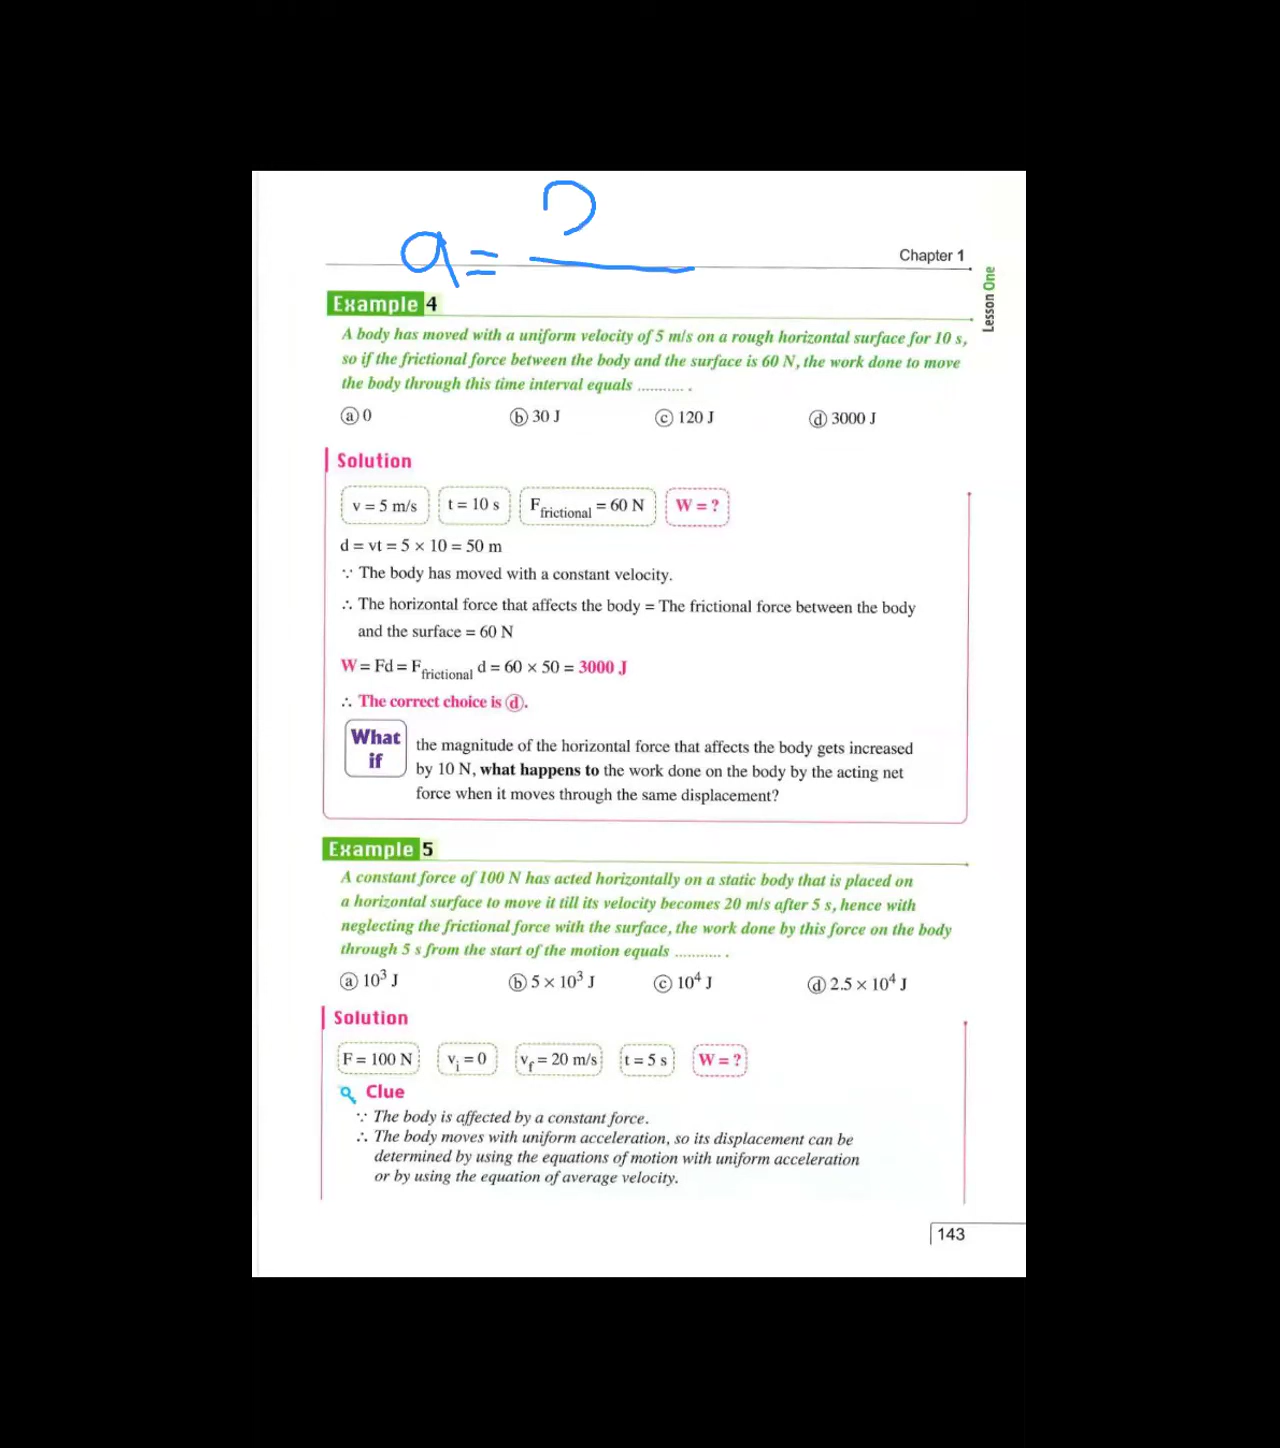 a =
Chapter 1
Lesson One
Example 4
A body has moved with a uniform velocity of 5 m/s on a rough horizontal surface for 10 s,
so if the frictional force between the body and the surface is 60 N, the work done to move
the body through this time interval equals ........... .
ⓐ 0 ⓑ 30 J ⓒ 120 J ⓓ 3000 J
Solution
v = 5 m/s t = 10 s F_frictional = 60 N W = ?
d = vt = 5 × 10 = 50 m
∵ The body has moved with a constant velocity.
∴ The horizontal force that affects the body = The frictional force between the body
and the surface = 60 N
W = Fd = F_frictional d = 60 × 50 = 3000 J
∴ The correct choice is ⓓ.
What
if
the magnitude of the horizontal force that affects the body gets increased
by 10 N, what happens to the work done on the body by the acting net
force when it moves through the same displacement?
Example 5
A constant force of 100 N has acted horizontally on a static body that is placed on
a horizontal surface to move it till its velocity becomes 20 m/s after 5 s, hence with
neglecting the frictional force with the surface, the work done by this force on the body
through 5 s from the start of the motion equals ........... .
ⓐ 10³ J ⓑ 5 × 10³ J ⓒ 10⁴ J ⓓ 2.5 × 10⁴ J
Solution
F = 100 N v_i = 0 v_f = 20 m/s t = 5 s W = ?
Clue
∵ The body is affected by a constant force.
∴ The body moves with uniform acceleration, so its displacement can be
determined by using the equations of motion with uniform acceleration
or by using the equation of average velocity.
143